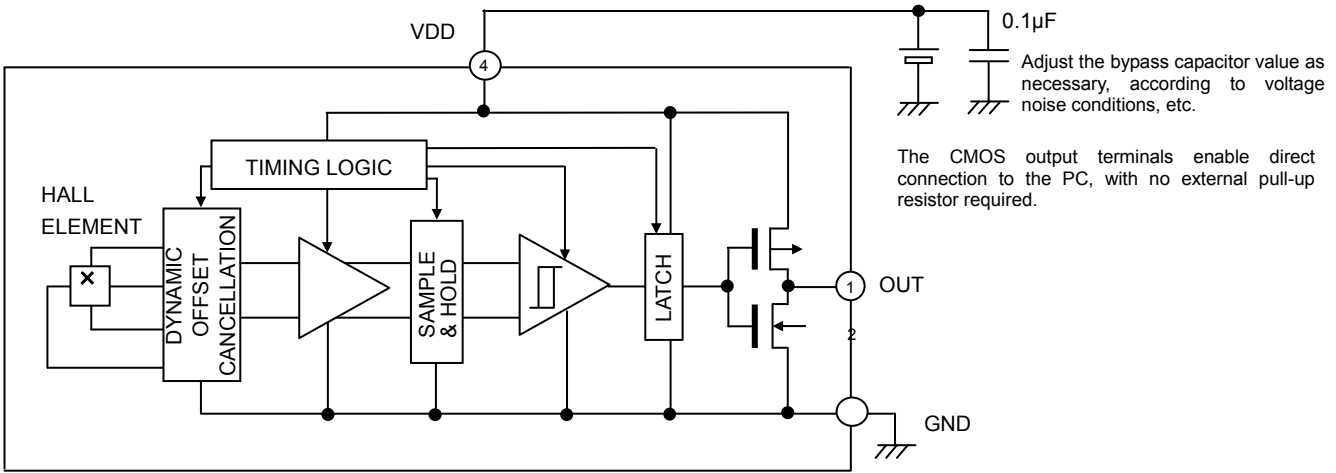 VDD
0.1µF
4
Adjust the bypass capacitor value as
necessary, according to voltage
noise conditions, etc.
The CMOS output terminals enable direct
connection to the PC, with no external pull-up
resistor required.
TIMING LOGIC
HALL
ELEMENT
×
DYNAMIC
OFFSET
CANCELLATION
SAMPLE
& HOLD
LATCH
1
OUT
2
GND